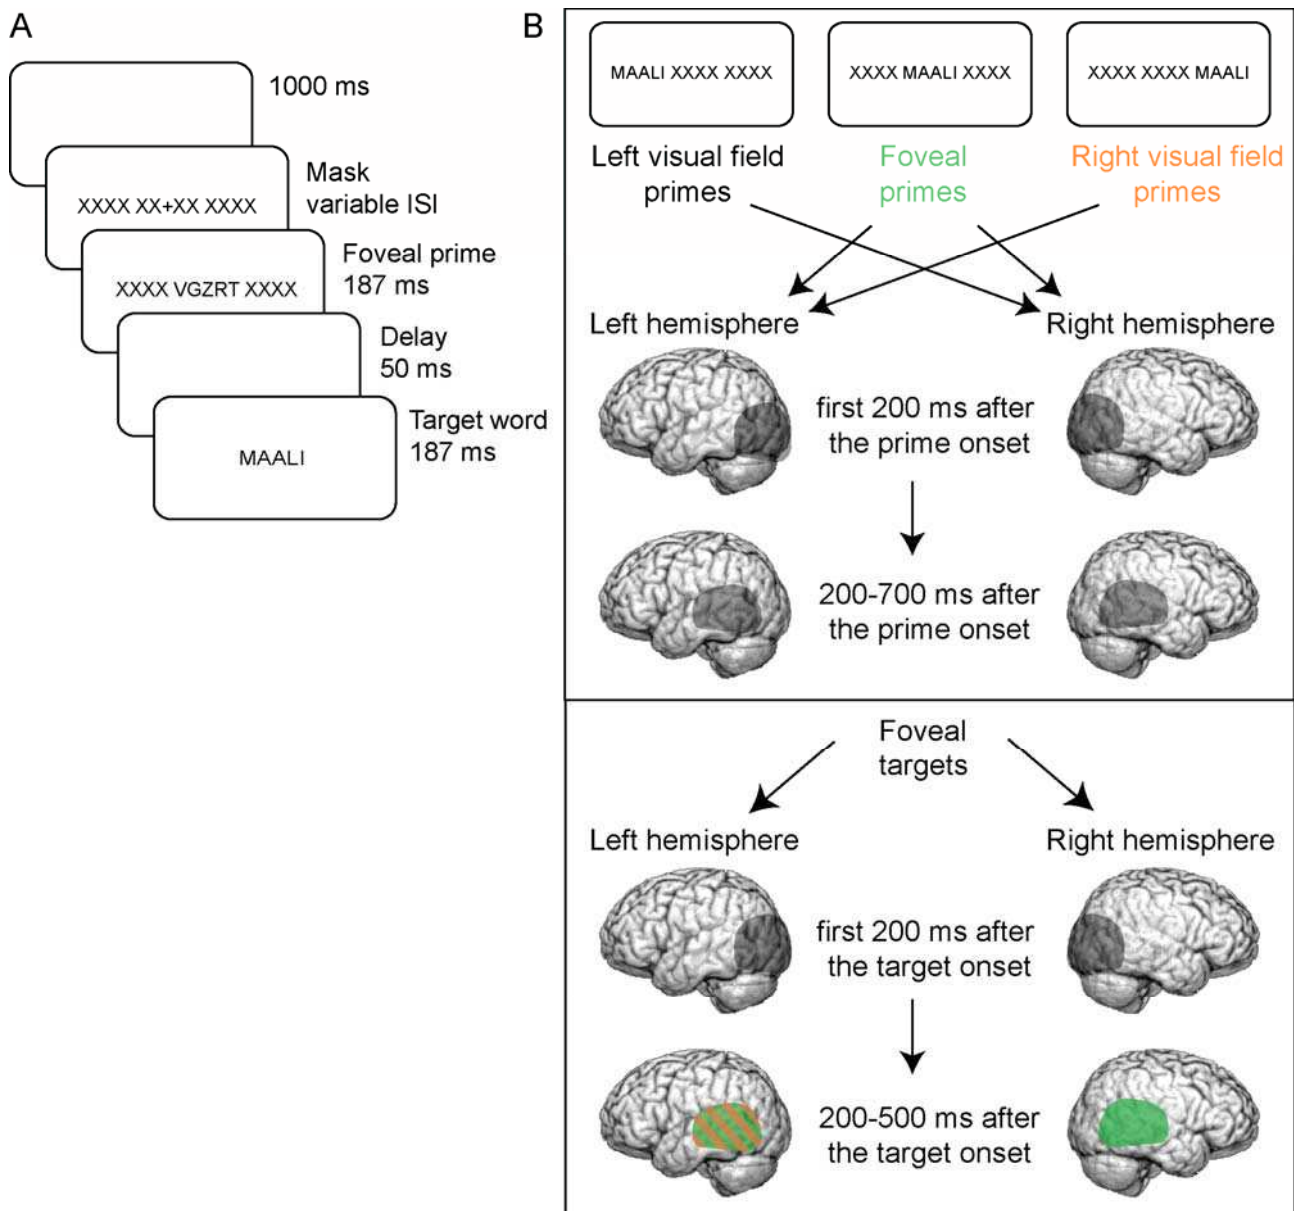 A
1000 ms
XXXX XX+XX XXXX
Mask
variable ISI
XXXX VGZRT XXXX
Foveal prime
187 ms
Delay
50 ms
MAALI
Target word
187 ms
B
MAALI XXXX XXXX
XXXX MAALI XXXX
XXXX XXXX MAALI
Left visual field
primes
Foveal
primes
Right visual field
primes
Left hemisphere
Right hemisphere
first 200 ms after
the prime onset
200-700 ms after
the prime onset
Foveal
targets
Left hemisphere
Right hemisphere
first 200 ms after
the target onset
200-500 ms after
the target onset